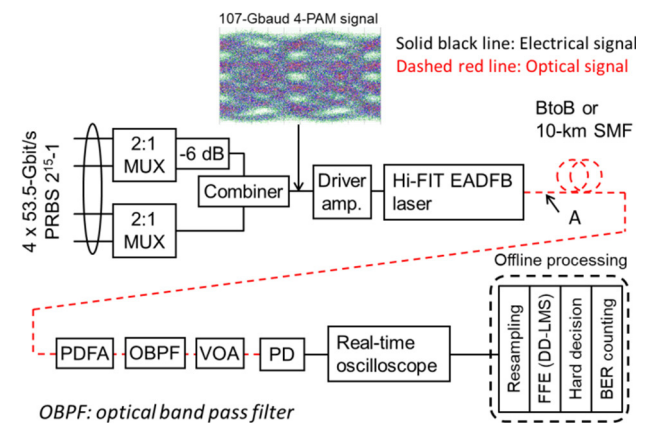 107-Gbaud 4-PAM signal
Solid black line: Electrical signal
Dashed red line: Optical signal
BtoB or
10-km SMF
4 x 53.5-Gbit/s
PRBS 2¹⁵-1
2:1
MUX
-6 dB
2:1
MUX
Combiner
Driver
amp.
Hi-FIT EADFB
laser
A
Offline processing
PDFA
OBPF
VOA
PD
Real-time
oscilloscope
Resampling
FFE (DD-LMS)
Hard decision
BER counting
OBPF: optical band pass filter